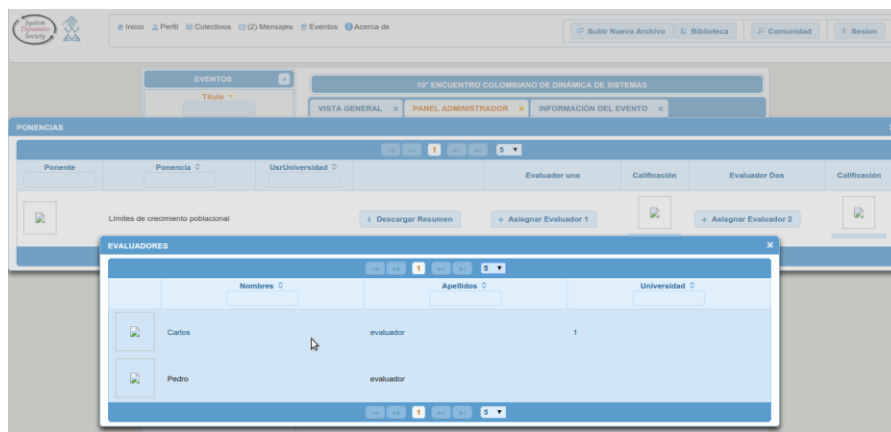 System Dynamics Society
Inicio Perfil Colectivos (2) Mensajes Eventos Acerca de
Subir Nuevo Archivo Biblioteca Comunidad Sesion
EVENTOS
Titulo
10° ENCUENTRO COLOMBIANO DE DINÁMICA DE SISTEMAS
VISTA GENERAL × PANEL ADMINISTRADOR × INFORMACIÓN DEL EVENTO ×
PONENCIAS
1 5
Ponente Ponencia UsrUniversidad Evaluador uno Calificación Evaluador Dos Calificación
Límites de crecimiento poblacional Descargar Resumen + Asisgnar Evaluador 1 + Asisgnar Evaluador 2
EVALUADORES ×
1 5
Nombres Apellidos Universidad
Carlos evaluador 1
Pedro evaluador
1 5